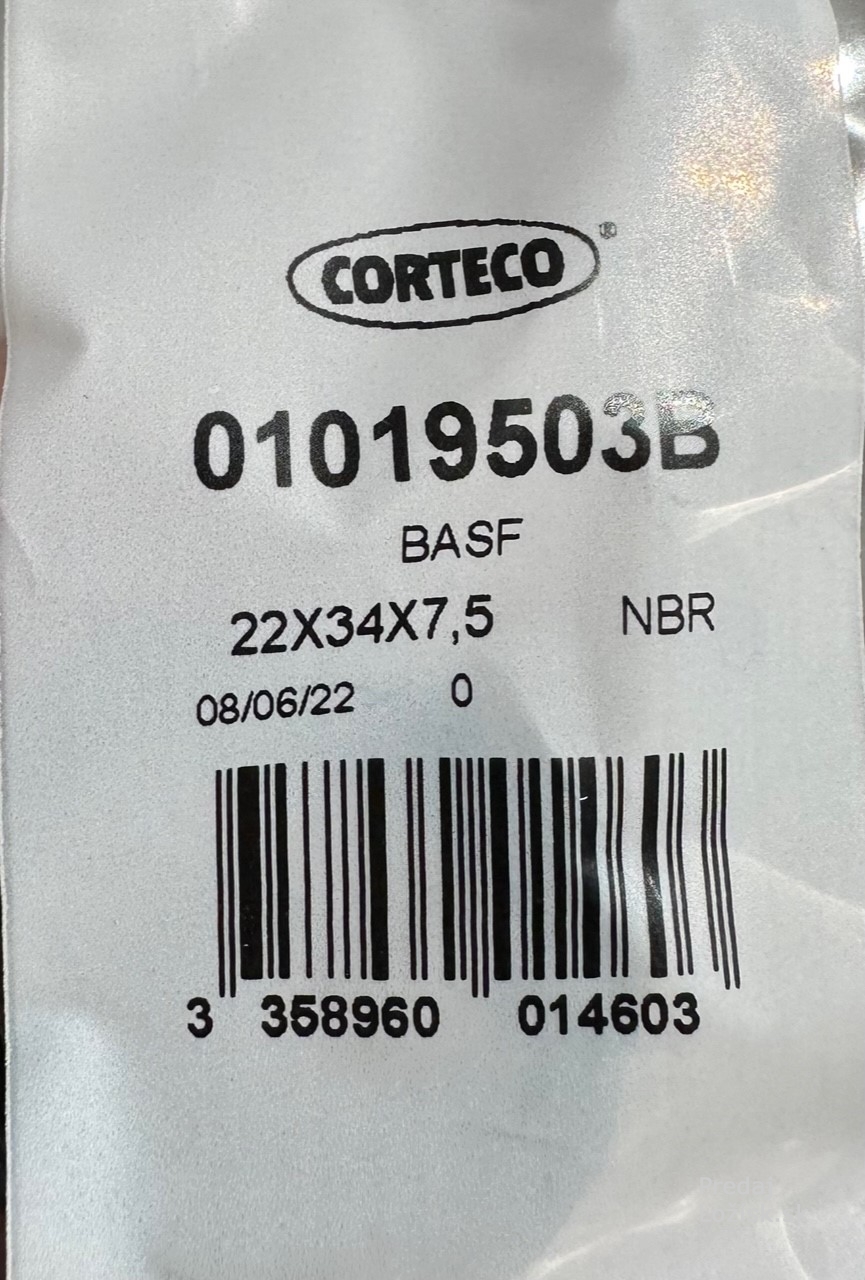 CORTECO®
01019503B
BASF
22X34X7,5 NBR
08/06/22 0
3 358960 014603